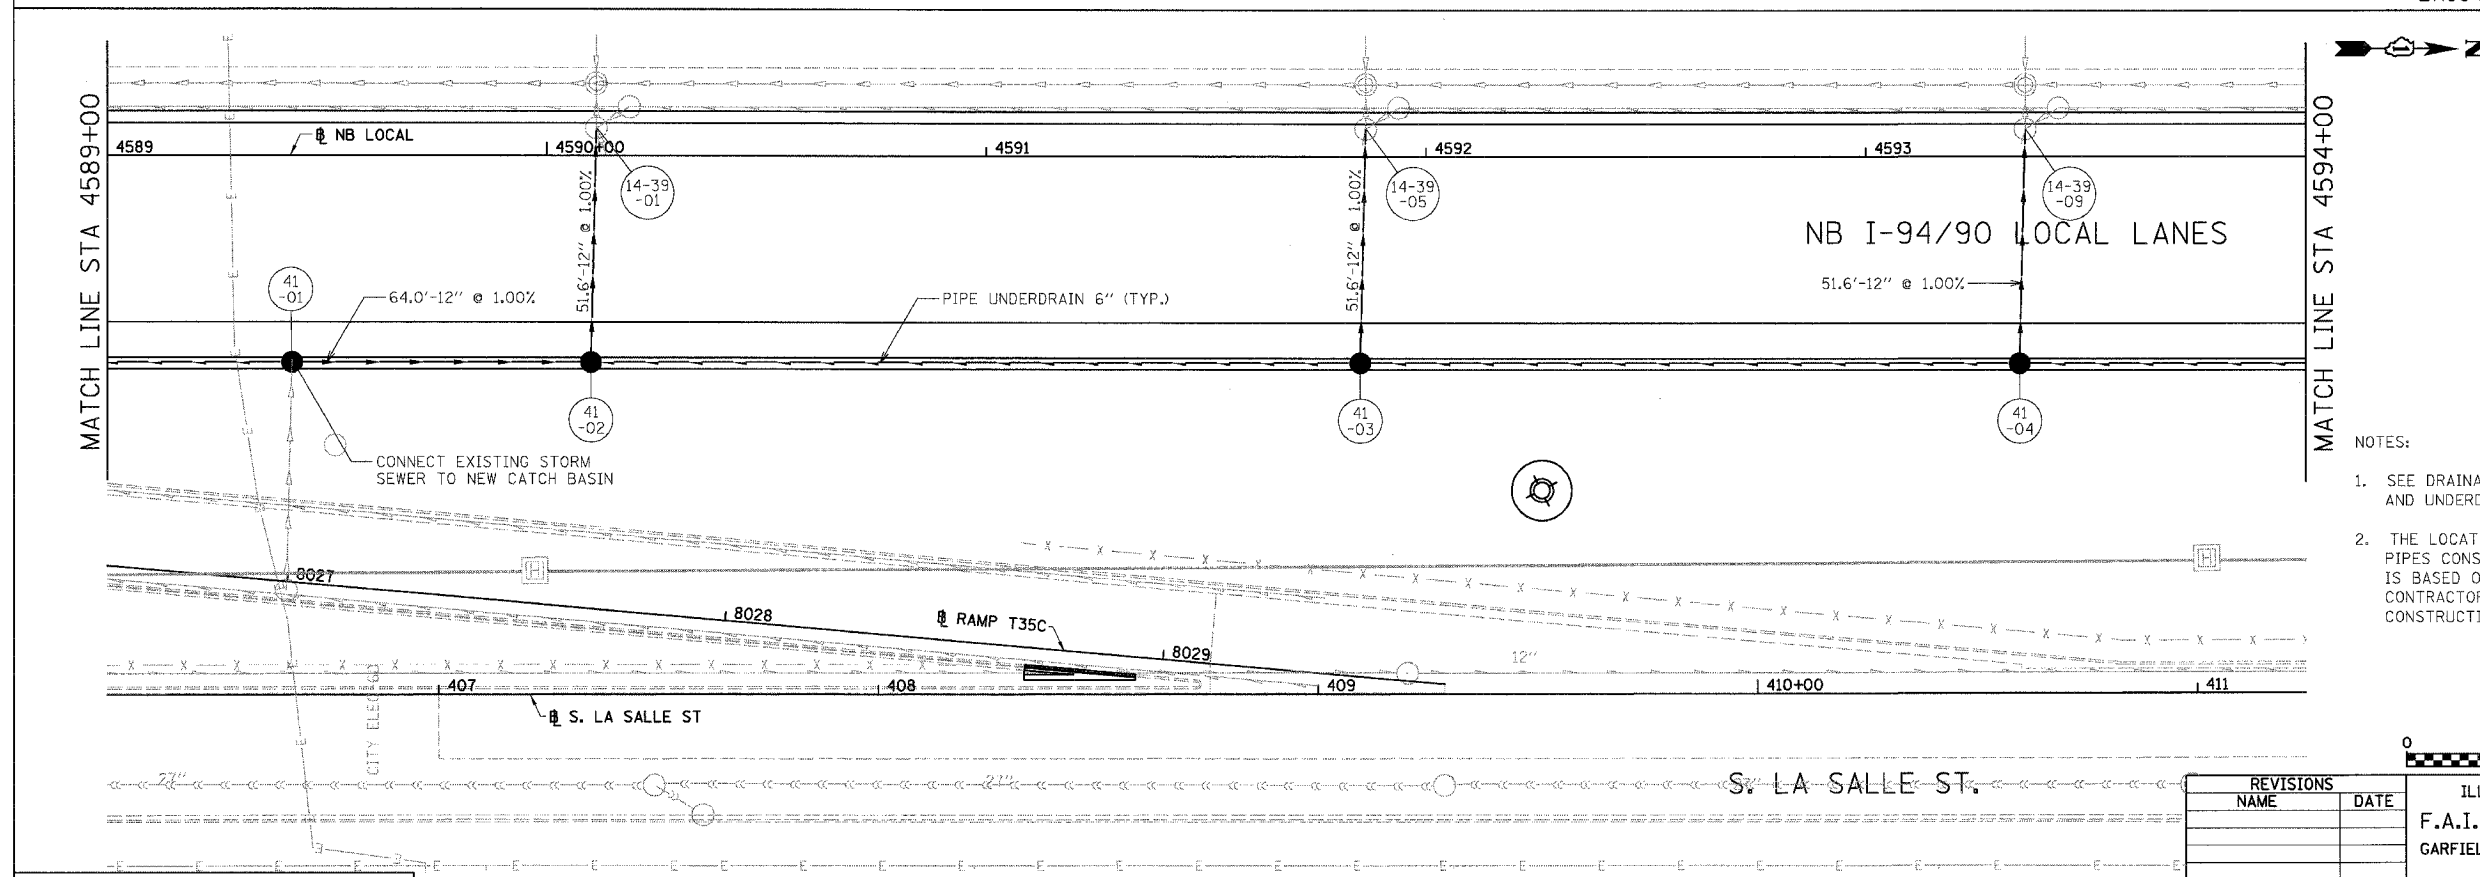 MATCH LINE STA 4589+00
4589
℄ NB LOCAL
4590+00
4591
4592
4593
14-39
-01
14-39
-05
14-39
-09
51.6'-12" @ 1.00%
51.6'-12" @ 1.00%
51.6'-12" @ 1.00%
NB I-94/90 LOCAL LANES
41
-01
64.0'-12" @ 1.00%
PIPE UNDERDRAIN 6" (TYP.)
41
-02
41
-03
41
-04
CONNECT EXISTING STORM
SEWER TO NEW CATCH BASIN
MATCH LINE STA 4594+00
N
NOTES:
1. SEE DRAINA
AND UNDERD
2. THE LOCAT
PIPES CONS
IS BASED O
CONTRACTOR
CONSTRUCTI
H
H
8027
8028
℄ RAMP T35C
8029
12"
407
408
409
410+00
411
℄ S. LA SALLE ST
CITY ELEC
27"
27"
S. LA SALLE ST.
0
REVISIONS
NAME DATE
F.A.I.
GARFIEL